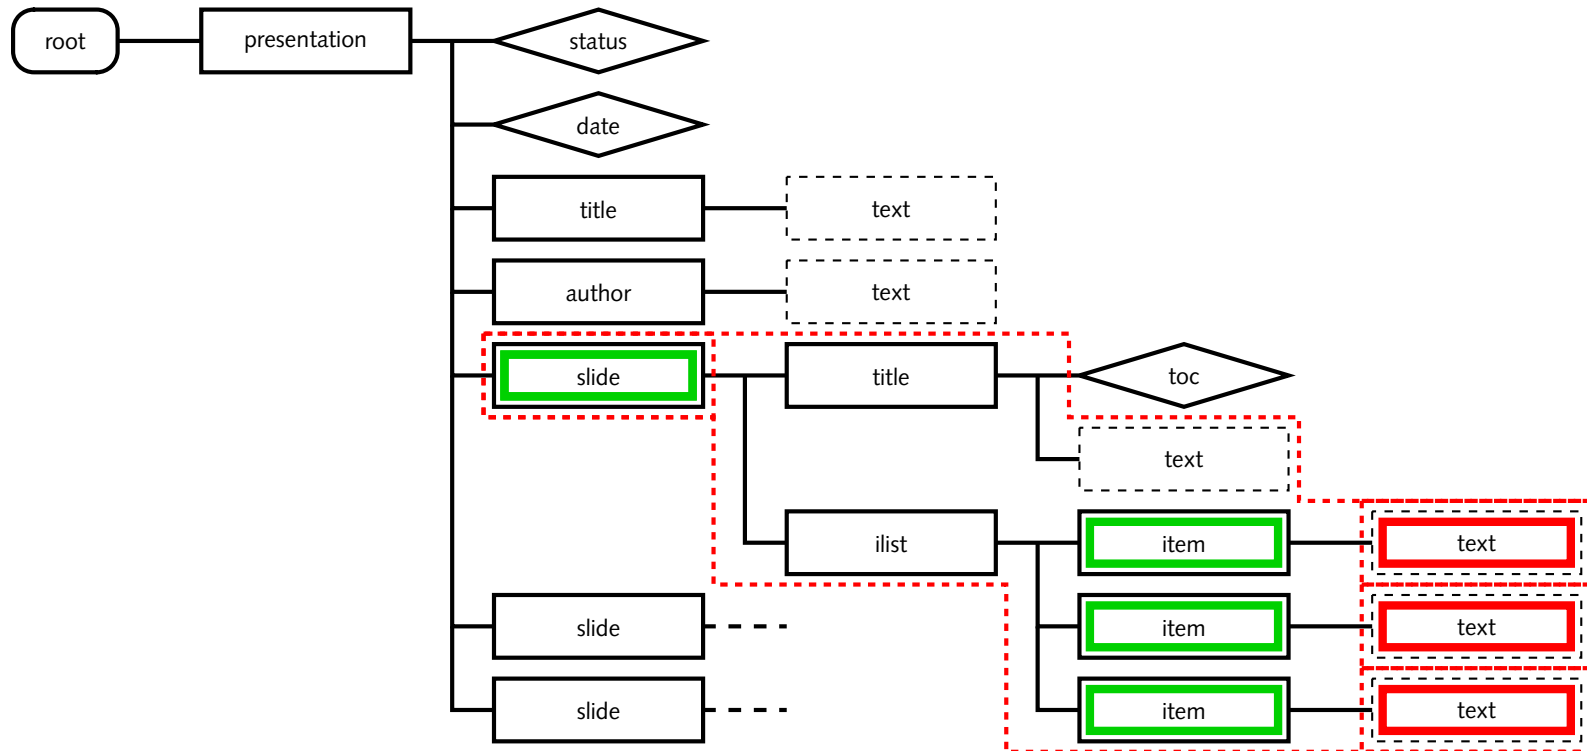 root
presentation
status
date
title
text
author
text
slide
title
toc
text
ilist
item
text
slide
item
text
slide
item
text